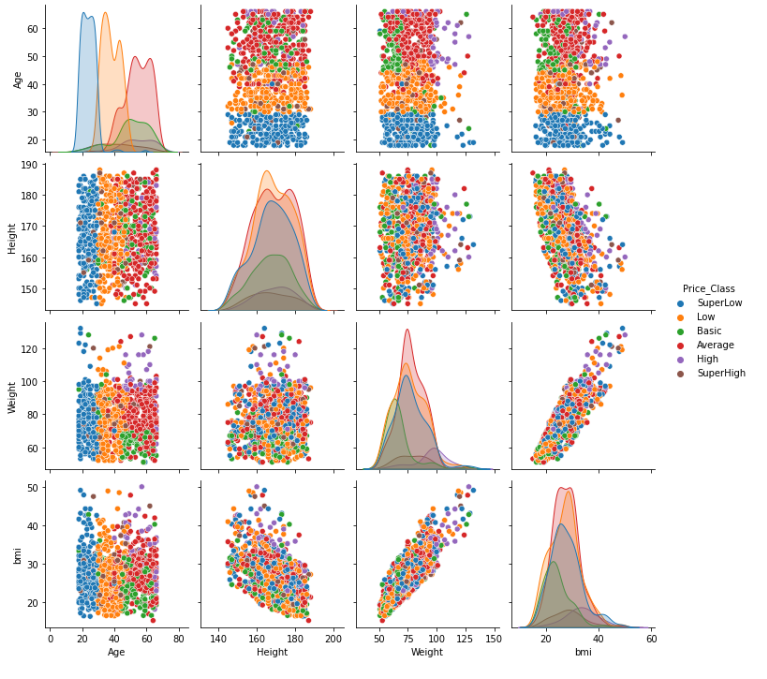 60
50
40
30
20
Age
190
180
170
160
150
Height
120
100
80
60
Weight
50
40
30
20
bmi
0 20 40 60 80
Age
140 160 180 200
Height
50 75 100 125 150
Weight
20 40 60
bmi
Price_Class
SuperLow
Low
Basic
Average
High
SuperHigh